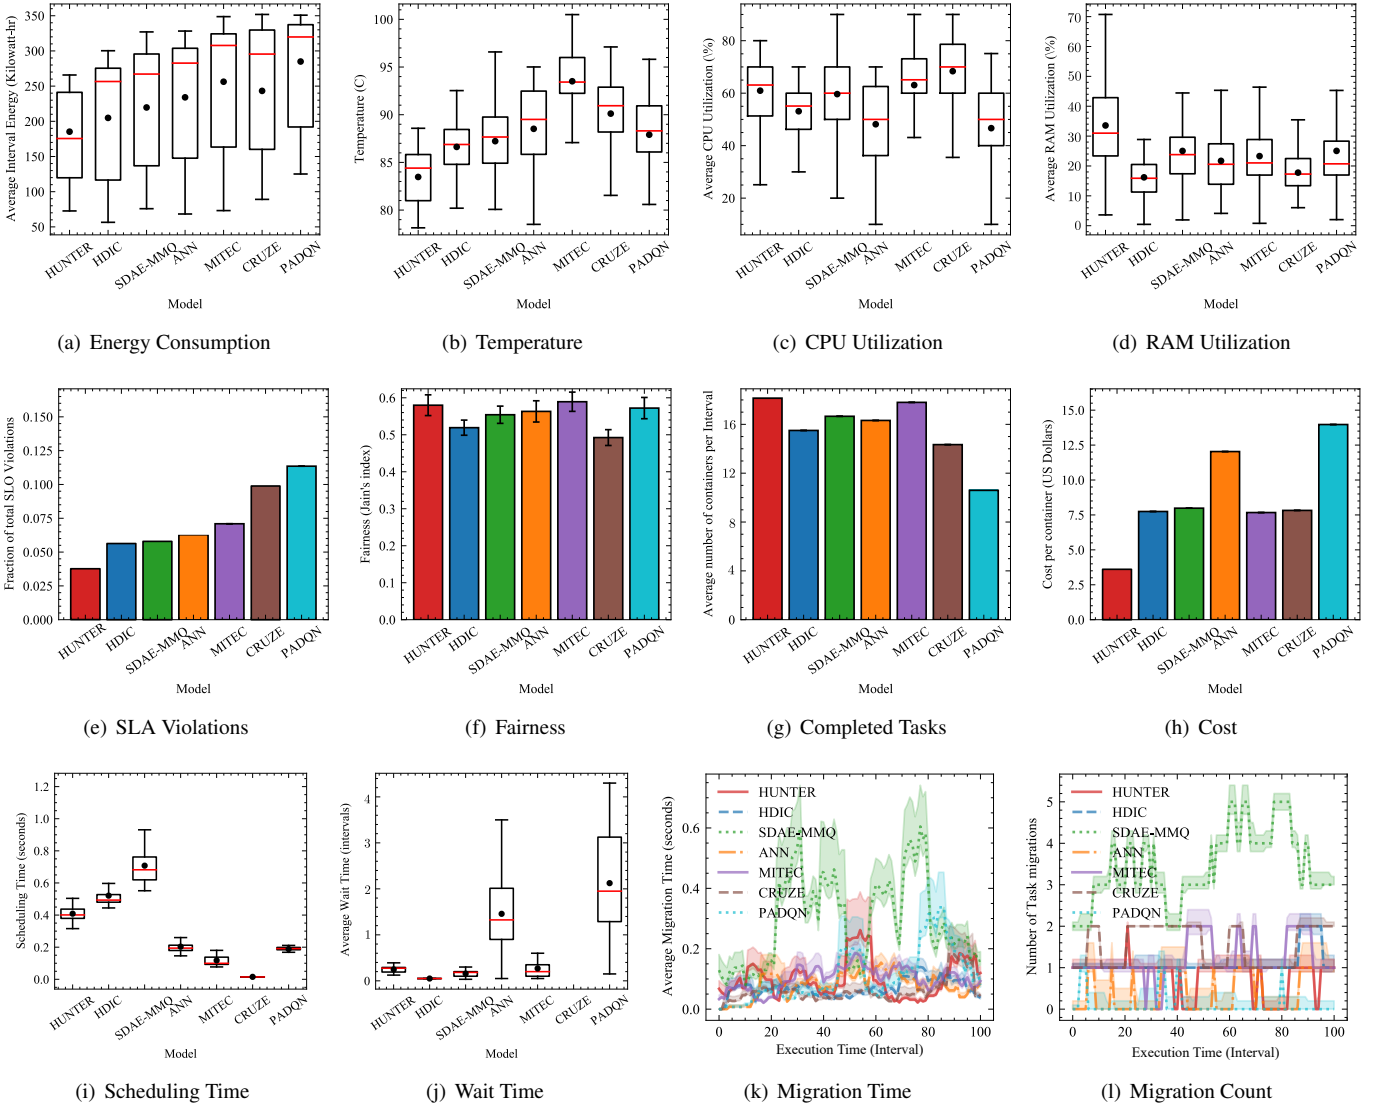 Average Interval Energy (Kilowatt-hr)
350
300
250
200
150
100
50
HUNTER
HDIC
SDAE-MMQ
ANN
MITEC
CRUZE
PADQN
Model
(a) Energy Consumption
Temperature (C)
100
95
90
85
80
HUNTER
HDIC
SDAE-MMQ
ANN
MITEC
CRUZE
PADQN
Model
(b) Temperature
Average CPU Utilization (\%)
80
60
40
20
HUNTER
HDIC
SDAE-MMQ
ANN
MITEC
CRUZE
PADQN
Model
(c) CPU Utilization
Average RAM Utilization (\%)
70
60
50
40
30
20
10
0
HUNTER
HDIC
SDAE-MMQ
ANN
MITEC
CRUZE
PADQN
Model
(d) RAM Utilization
Fraction of total SLO Violations
0.150
0.125
0.100
0.075
0.050
0.025
0.000
HUNTER
HDIC
SDAE-MMQ
ANN
MITEC
CRUZE
PADQN
Model
(e) SLA Violations
Fairness (Jain's index)
0.6
0.5
0.4
0.3
0.2
0.1
0.0
HUNTER
HDIC
SDAE-MMQ
ANN
MITEC
CRUZE
PADQN
Model
(f) Fairness
Average number of containers per Interval
16
12
8
4
0
HUNTER
HDIC
SDAE-MMQ
ANN
MITEC
CRUZE
PADQN
Model
(g) Completed Tasks
Cost per container (US Dollars)
15.0
12.5
10.0
7.5
5.0
2.5
0.0
HUNTER
HDIC
SDAE-MMQ
ANN
MITEC
CRUZE
PADQN
Model
(h) Cost
Scheduling Time (seconds)
1.2
1.0
0.8
0.6
0.4
0.2
0.0
HUNTER
HDIC
SDAE-MMQ
ANN
MITEC
CRUZE
PADQN
Model
(i) Scheduling Time
Average Wait Time (intervals)
4
3
2
1
0
HUNTER
HDIC
SDAE-MMQ
ANN
MITEC
CRUZE
PADQN
Model
(j) Wait Time
Average Migration Time (seconds)
0.6
0.4
0.2
0.0
HUNTER
HDIC
SDAE-MMQ
ANN
MITEC
CRUZE
PADQN
0 20 40 60 80 100
Execution Time (Interval)
(k) Migration Time
Number of Task migrations
5
4
3
2
1
0
HUNTER
HDIC
SDAE-MMQ
ANN
MITEC
CRUZE
PADQN
0 20 40 60 80 100
Execution Time (Interval)
(l) Migration Count